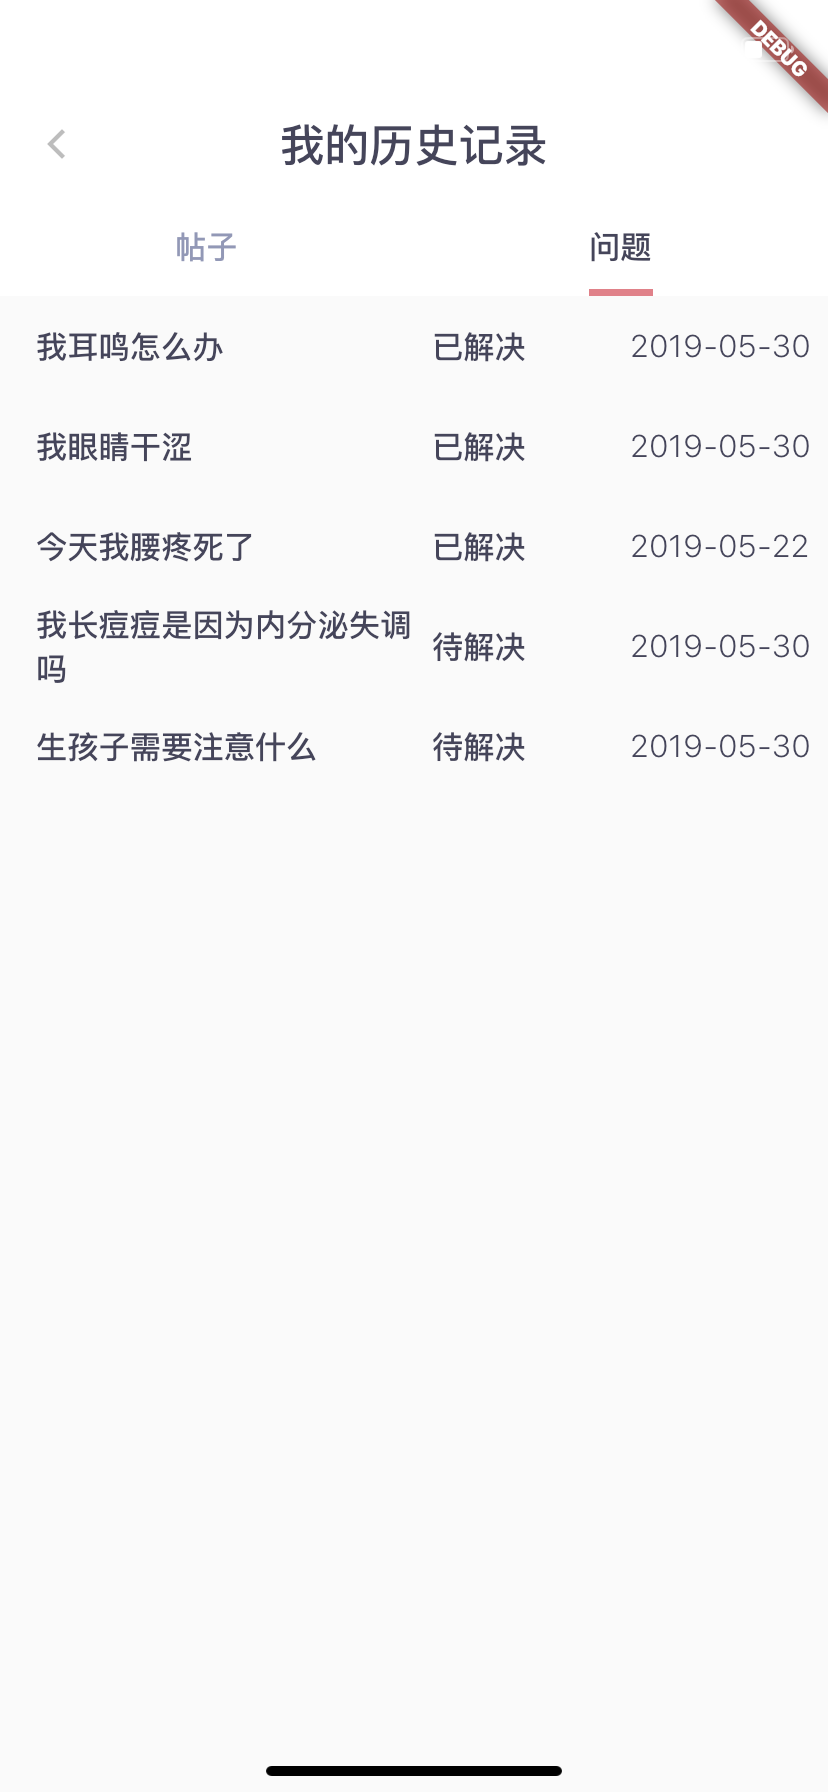 DEBUG
我的历史记录
帖子 问题
我耳鸣怎么办 已解决 2019-05-30
我眼睛干涩 已解决 2019-05-30
今天我腰疼死了 已解决 2019-05-22
我长痘痘是因为内分泌失调
吗 待解决 2019-05-30
生孩子需要注意什么 待解决 2019-05-30